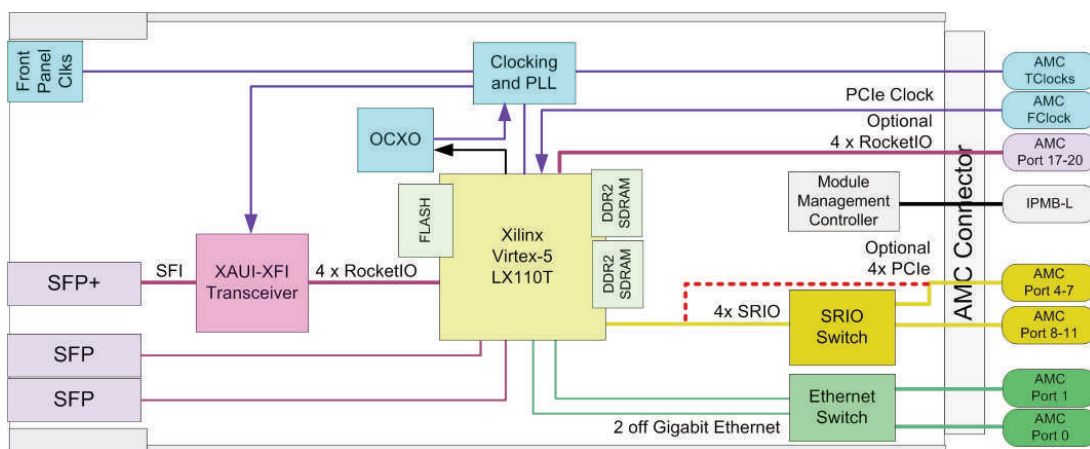 Front
Panel
Clks
Clocking
and PLL
AMC
TClocks
PCIe Clock
AMC
FClock
OCXO
Optional
4 x RocketIO
AMC
Port 17-20
FLASH
DDR2
SDRAM
Module
Management
Controller
IPMB-L
AMC Connector
Xilinx
Virtex-5
LX110T
DDR2
SDRAM
SFP+
SFI
XAUI-XFI
Transceiver
4 x RocketIO
Optional
4x PCIe
AMC
Port 4-7
4x SRIO
SRIO
Switch
AMC
Port 8-11
SFP
SFP
Ethernet
Switch
AMC
Port 1
2 off Gigabit Ethernet
AMC
Port 0